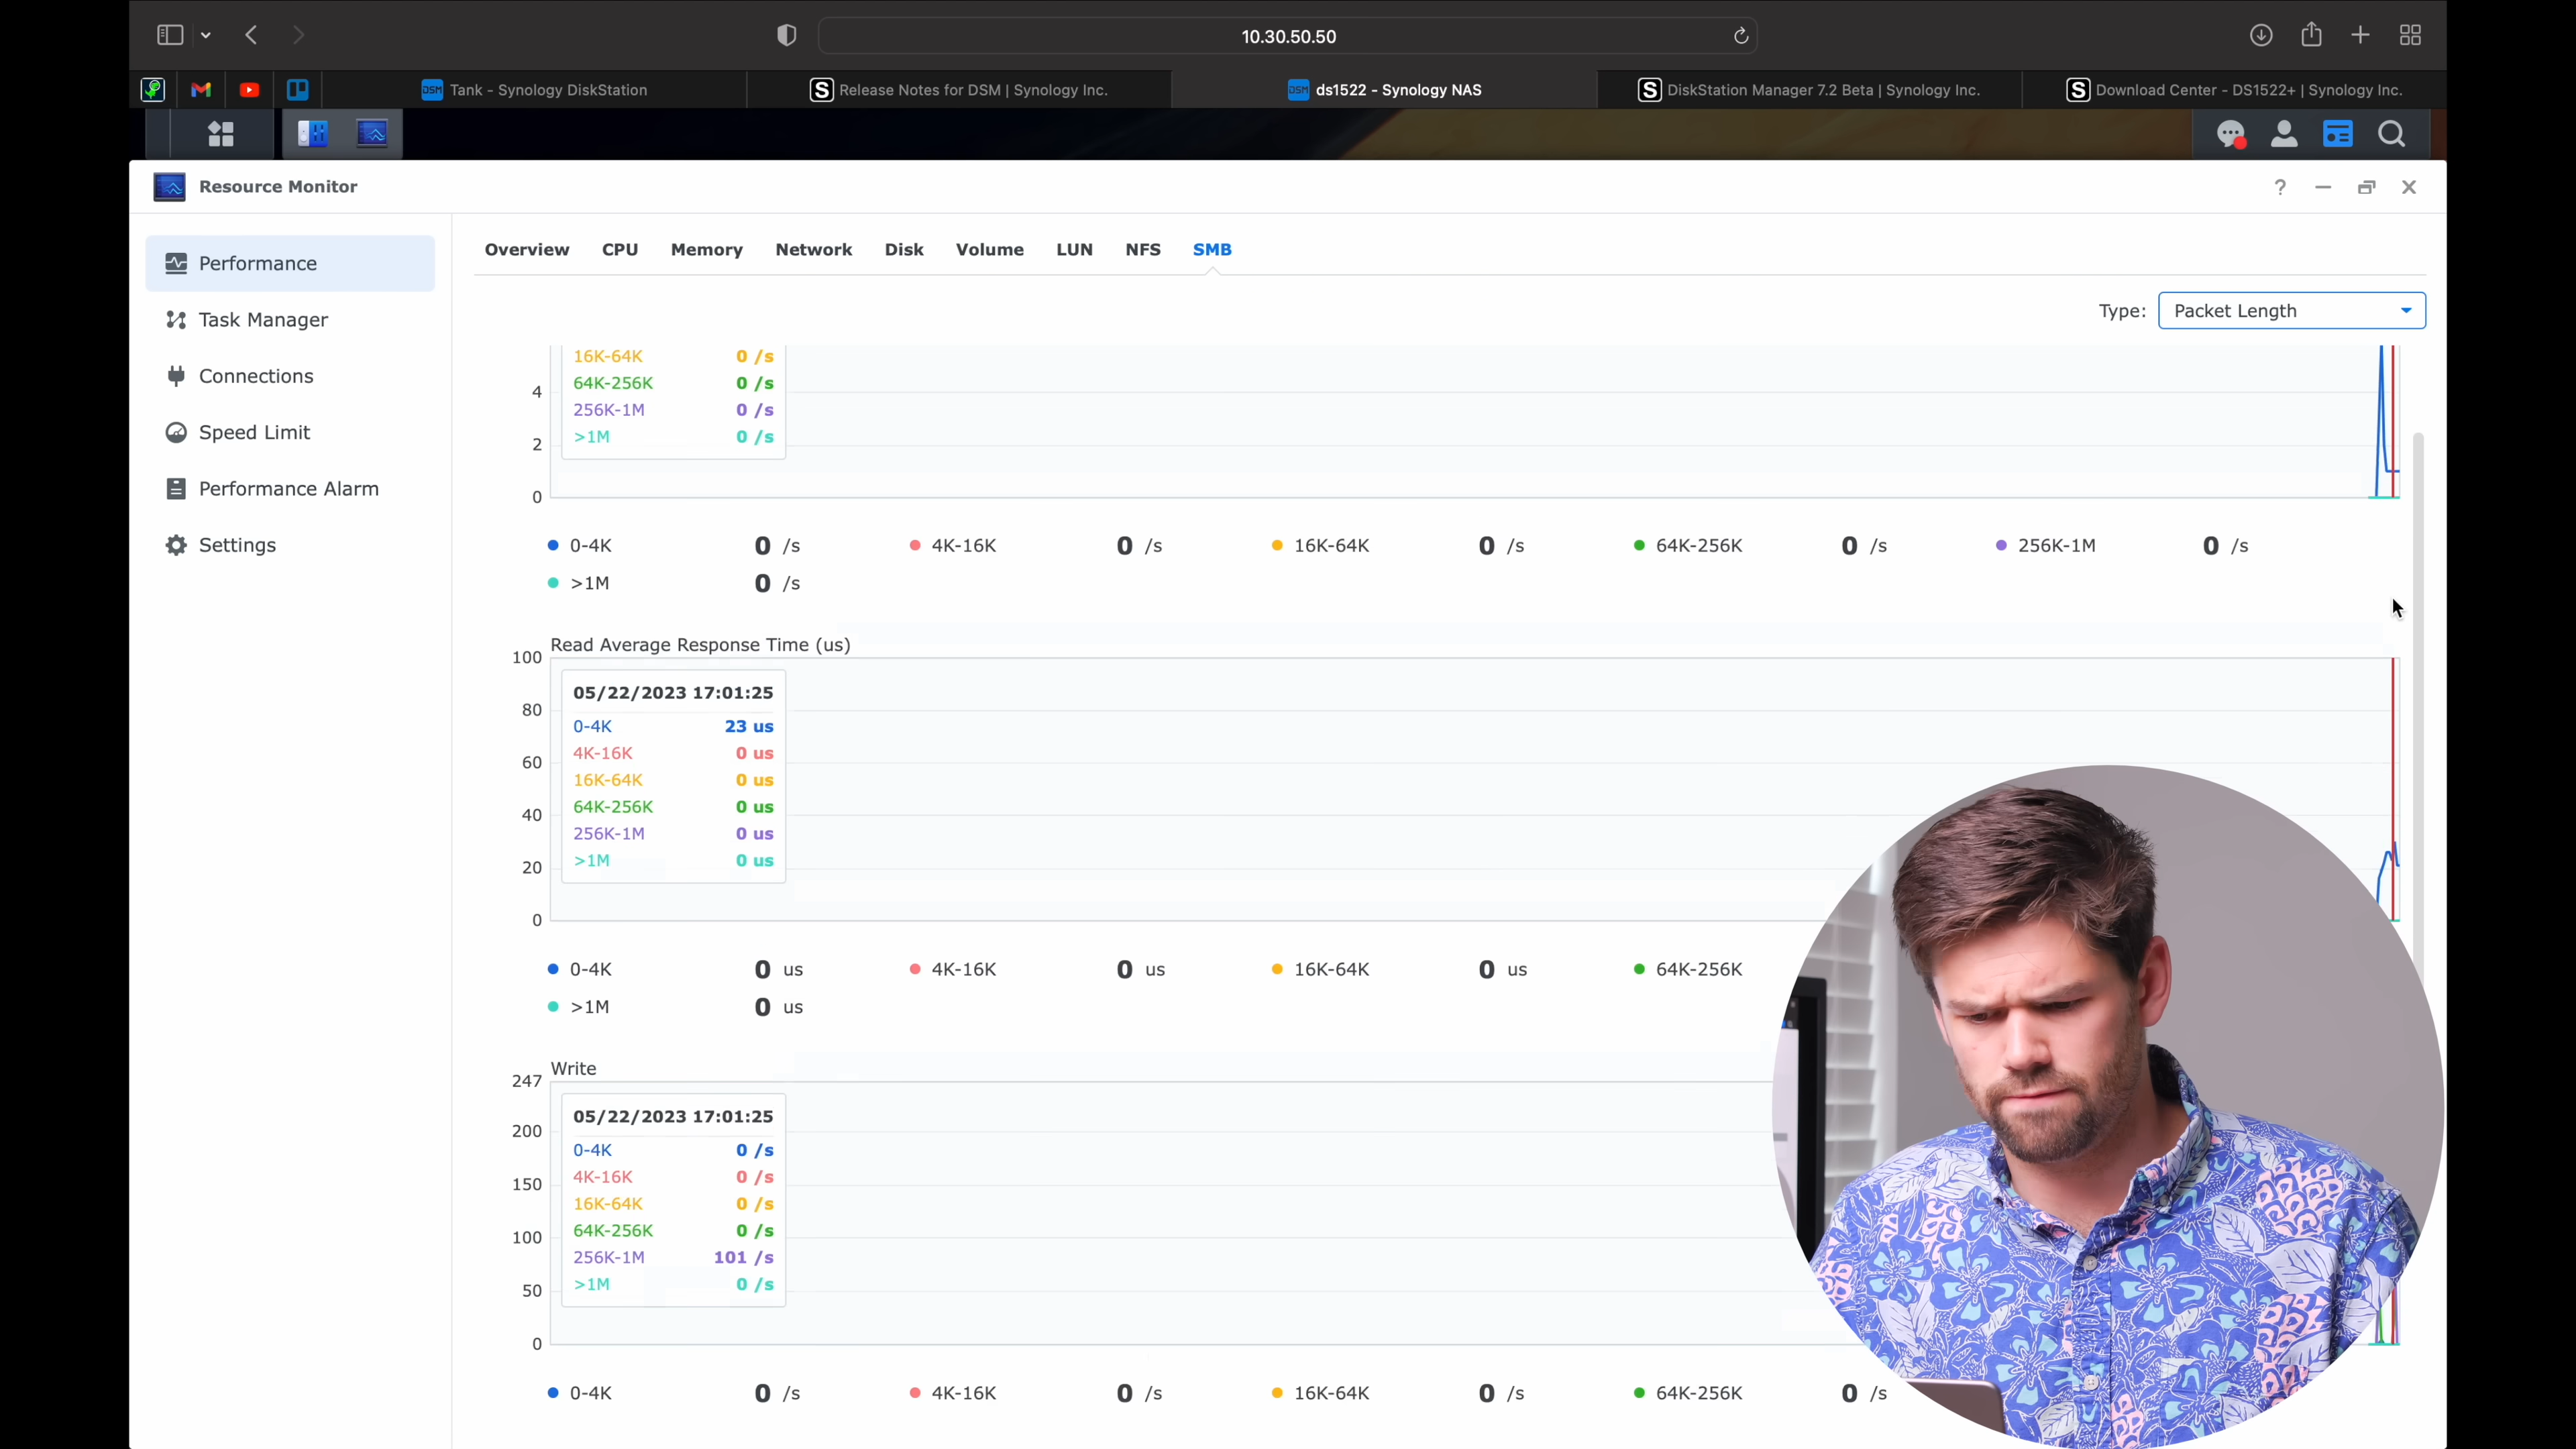 10.30.50.50
Tank - Synology DiskStation
Release Notes for DSM | Synology Inc.
ds1522 - Synology NAS
DiskStation Manager 7.2 Beta | Synology Inc.
Download Center - DS1522+ | Synology Inc.
Resource Monitor
?
Performance
Task Manager
Connections
Speed Limit
Performance Alarm
Settings
Overview CPU Memory Network Disk Volume LUN NFS SMB
Type: Packet Length
16K-64K 0 /s
64K-256K 0 /s
256K-1M 0 /s
>1M 0 /s
4
2
0
0-4K 0 /s 4K-16K 0 /s 16K-64K 0 /s 64K-256K 0 /s 256K-1M 0 /s
>1M 0 /s
Read Average Response Time (us)
100
80
60
40
20
0
05/22/2023 17:01:25
0-4K 23 us
4K-16K 0 us
16K-64K 0 us
64K-256K 0 us
256K-1M 0 us
>1M 0 us
0-4K 0 us 4K-16K 0 us 16K-64K 0 us 64K-256K
>1M 0 us
Write
247
200
150
100
50
0
05/22/2023 17:01:25
0-4K 0 /s
4K-16K 0 /s
16K-64K 0 /s
64K-256K 0 /s
256K-1M 101 /s
>1M 0 /s
0-4K 0 /s 4K-16K 0 /s 16K-64K 0 /s 64K-256K 0 /s